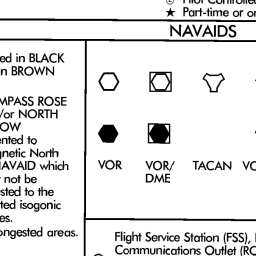 Pilot Controlled
★ Part-time or on
NAVAIDS
ed in BLACK
n BROWN
MPASS ROSE
/or NORTH
OW
ented to
gnetic North
NAVAID which
not be
sted to the
ted isogonic
es.
ongested areas.
VOR
VOR/
DME
TACAN
Flight Service Station (FSS),
Communications Outlet (RC